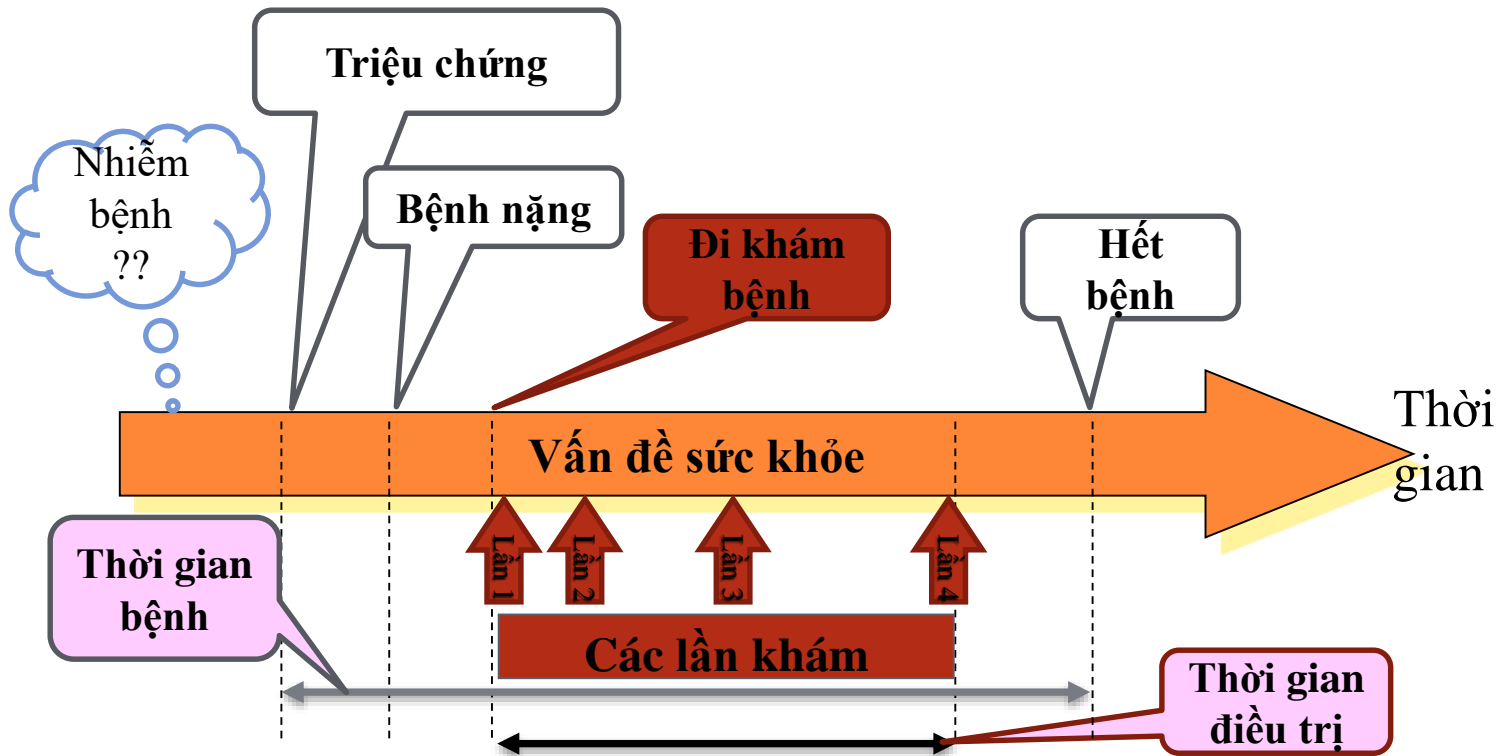 Triệu chứng
Nhiễm
bệnh
??
Bệnh nặng
Đi khám
bệnh
Hết
bệnh
Thời
gian
Vấn đề sức khỏe
Lần 1
Lần 2
Lần 3
Lần 4
Thời gian
bệnh
Các lần khám
Thời gian
điều trị